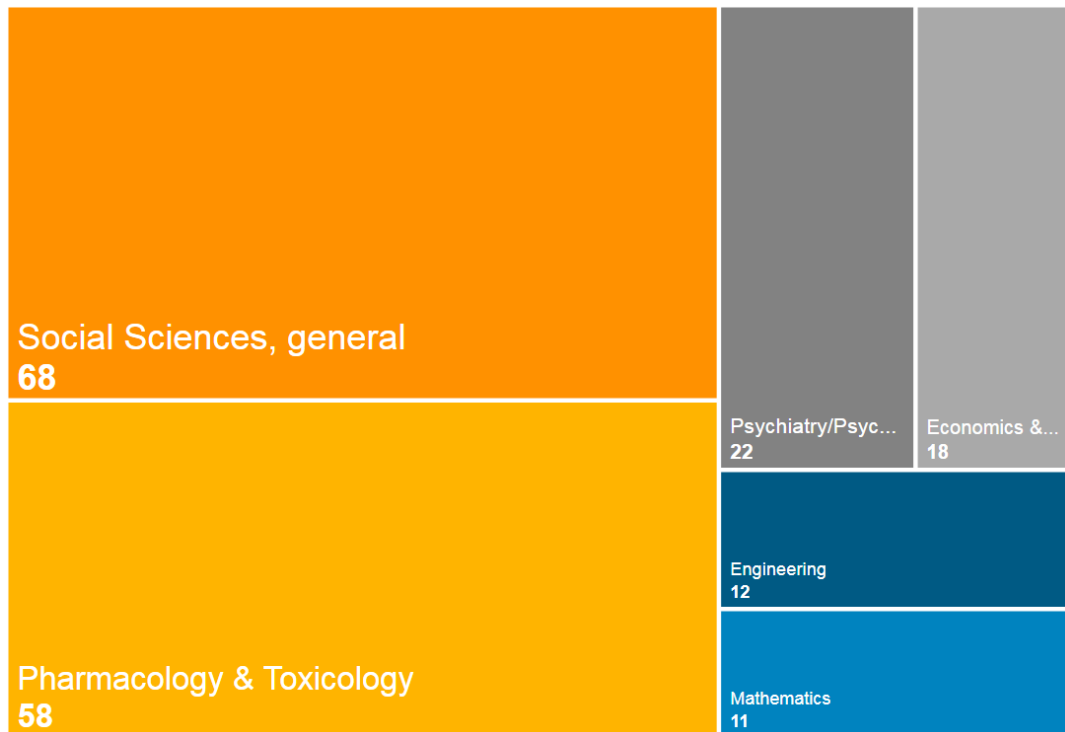 Social Sciences, general
68
Pharmacology & Toxicology
58
Psychiatry/Psyc...
22
Economics &...
18
Engineering
12
Mathematics
11